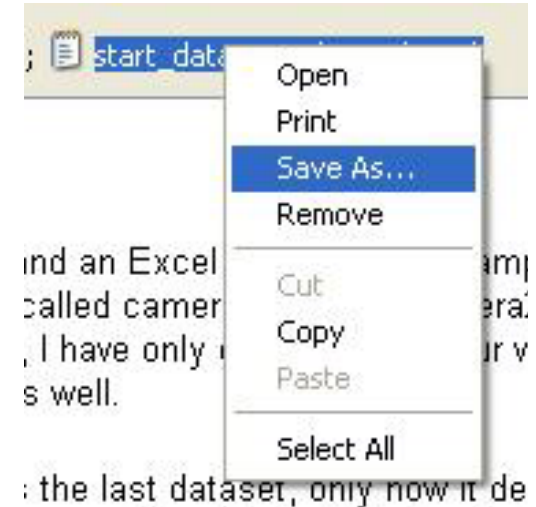 ; start_data
Open
Print
Save As...
Remove
Cut
Copy
Paste
Select All
and an Excel
called camer
, I have only
s well.
s the last dataset, only now it de